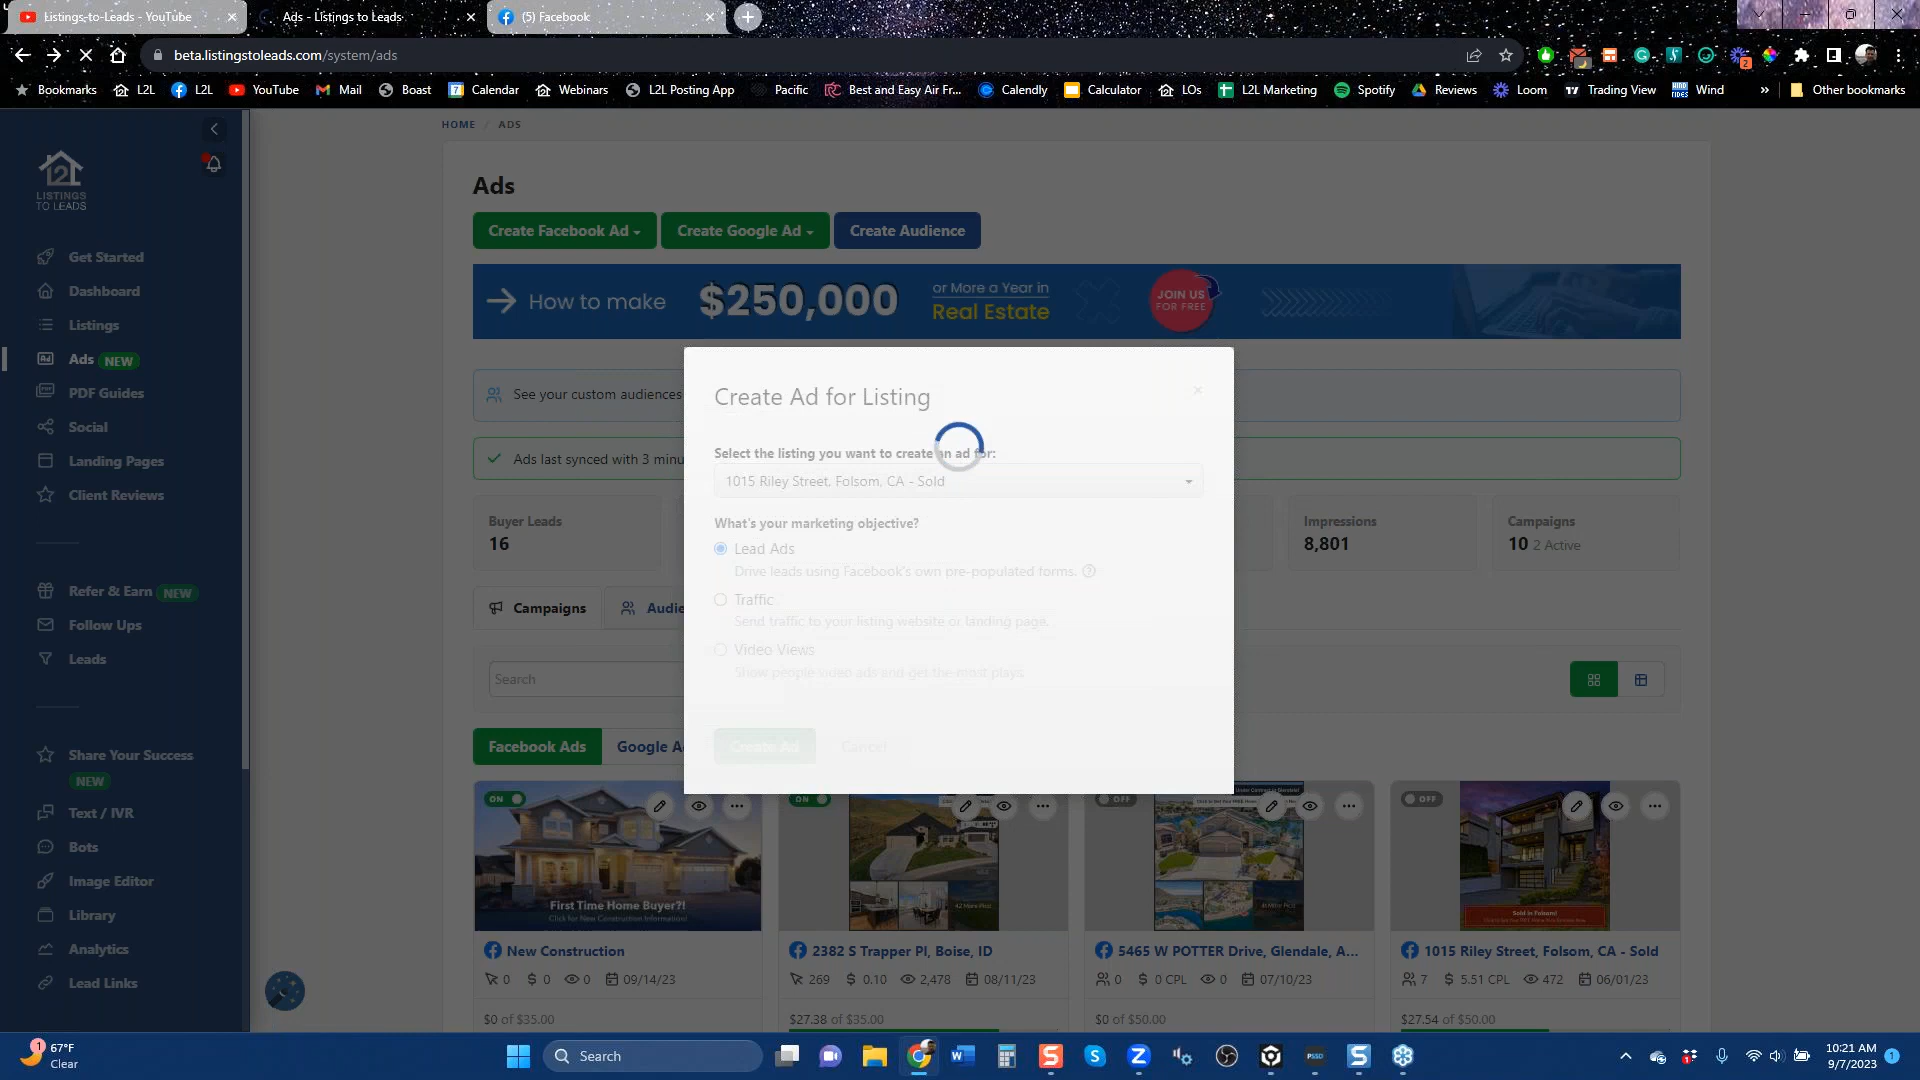 Listings-to-Leads - YouTube
Ads - Listings to Leads
(5) Facebook
beta.listingstoleads.com/system/ads
Bookmarks L2L L2L YouTube Mail Boast Calendar Webinars L2L Posting App Pacific Best and Easy Air Fr... Calendly Calculator LOs L2L Marketing Spotify Reviews Loom Trading View Wind » Other bookmarks
LISTINGS
TO LEADS
Get Started
Dashboard
Listings
Ads NEW
PDF Guides
Social
Landing Pages
Client Reviews
Refer & Earn NEW
Follow Ups
Leads
Share Your Success
NEW
Text / IVR
Bots
Image Editor
Library
Analytics
Lead Links
HOME / ADS
Ads
Create Facebook Ad
Create Google Ad
Create Audience
How to make $250,000 or More a Year in
Real Estate
JOIN US
FOR FREE
See your custom audiences
Ads last synced with 3 minu
Buyer Leads
16
Impressions
8,801
Campaigns
10 2 Active
Campaigns
Audie
Search
Facebook Ads
Google A
Create Ad for Listing
Select the listing you want to create an ad for:
1015 Riley Street, Folsom, CA - Sold
What's your marketing objective?
Lead Ads
Drive leads using Facebook's own pre-populated forms.
Traffic
Send traffic to your listing website or landing page.
Video Views
Show people video ads and get the most plays.
Create Ad
Cancel
ON
First Time Home Buyer?!
Click for New Construction Information!
New Construction
0 $ 0 0 09/14/23
$0 of $35.00
ON
42 More Pics!
2382 S Trapper Pl, Boise, ID
269 $ 0.10 2,478 08/11/23
$27.38 of $35.00
OFF
5465 W POTTER Drive, Glendale, A...
0 $ 0 CPL 0 07/10/23
$0 of $50.00
OFF
Sold in Folsom!
1015 Riley Street, Folsom, CA - Sold
7 $ 5.51 CPL 472 06/01/23
$27.54 of $50.00
67°F
Clear
Search
10:21 AM
9/7/2023